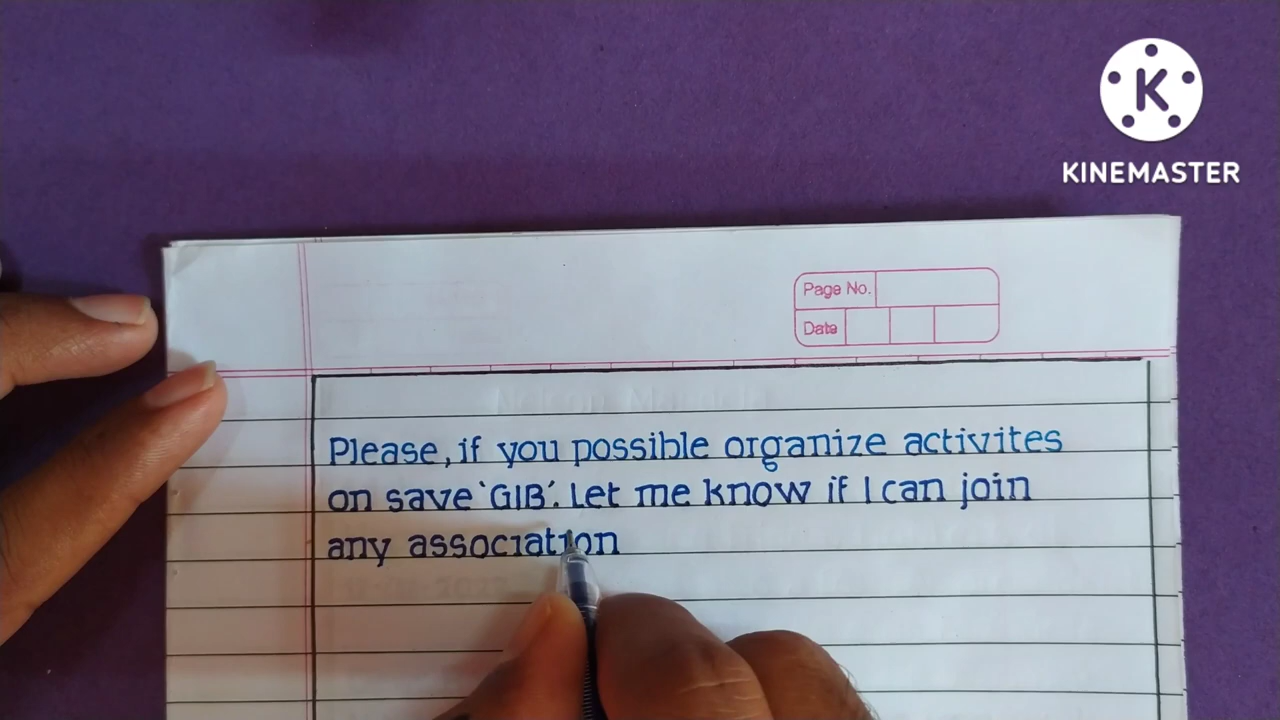 KINEMASTER
Page No.
Date
Please, if you possible organize activites
on save 'GIB'. Let me know if I can join
any association